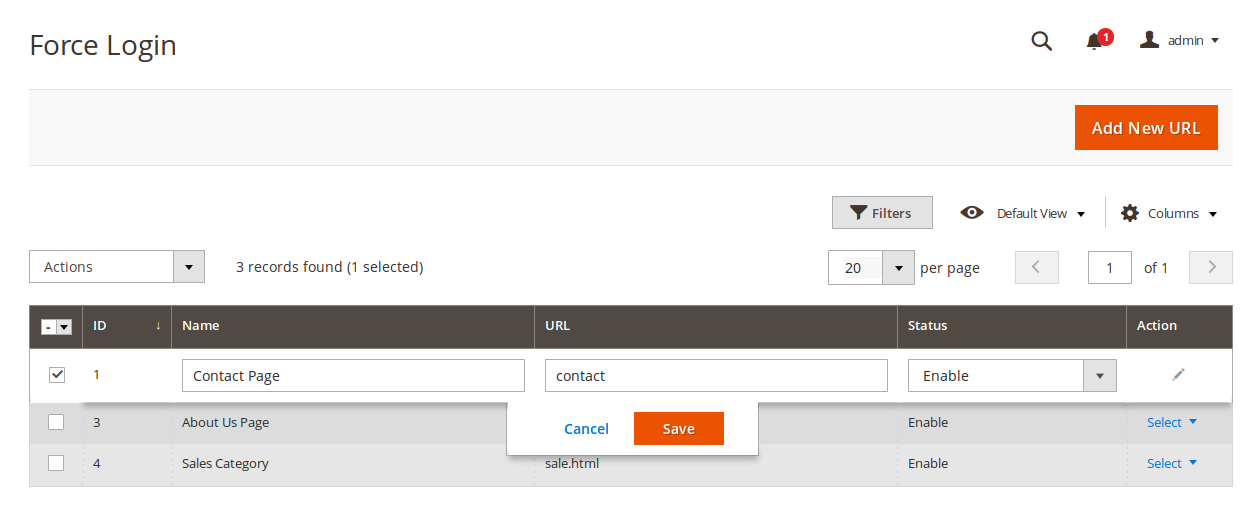 Force Login
1
admin
Add New URL
Filters
Default View
Columns
Actions
3 records found (1 selected)
20
per page
1
of 1
- ID ↓ Name URL Status Action
1 Contact Page contact Enable
3 About Us Page Enable Select
Cancel Save
4 Sales Category sale.html Enable Select